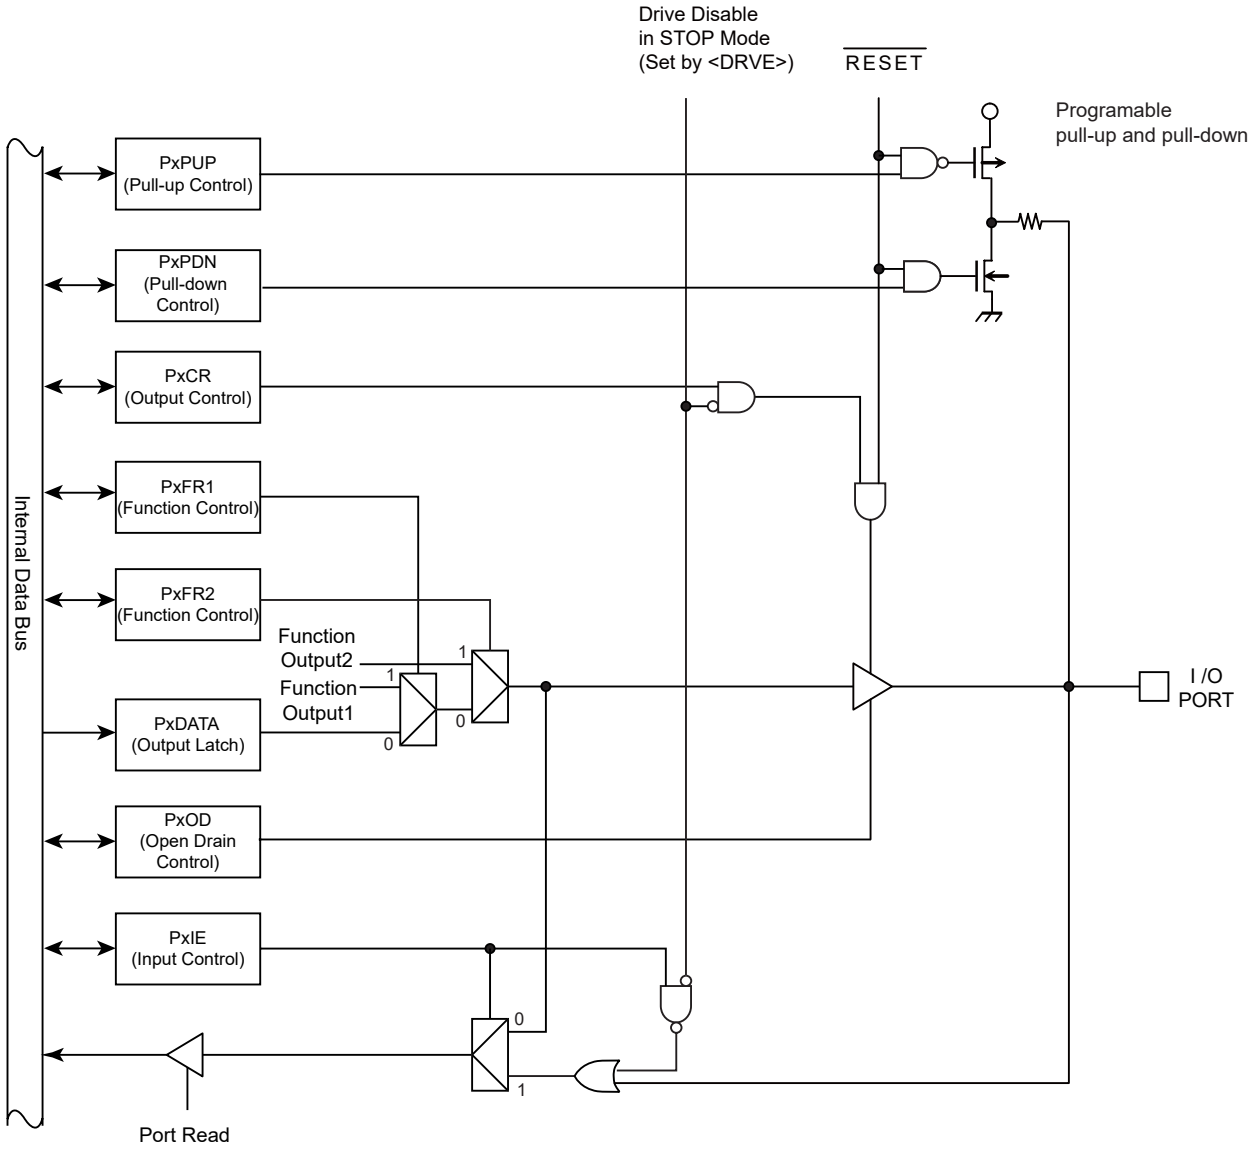 Drive Disable
in STOP Mode
(Set by <DRVE>)
RESET
Programable
pull-up and pull-down
PxPUP
(Pull-up Control)
PxPDN
(Pull-down
Control)
PxCR
(Output Control)
PxFR1
(Function Control)
Internal Data Bus
PxFR2
(Function Control)
Function
Output2
1
Function
Output1
1
0
0
I /O
PORT
PxDATA
(Output Latch)
PxOD
(Open Drain
Control)
PxIE
(Input Control)
0
1
Port Read